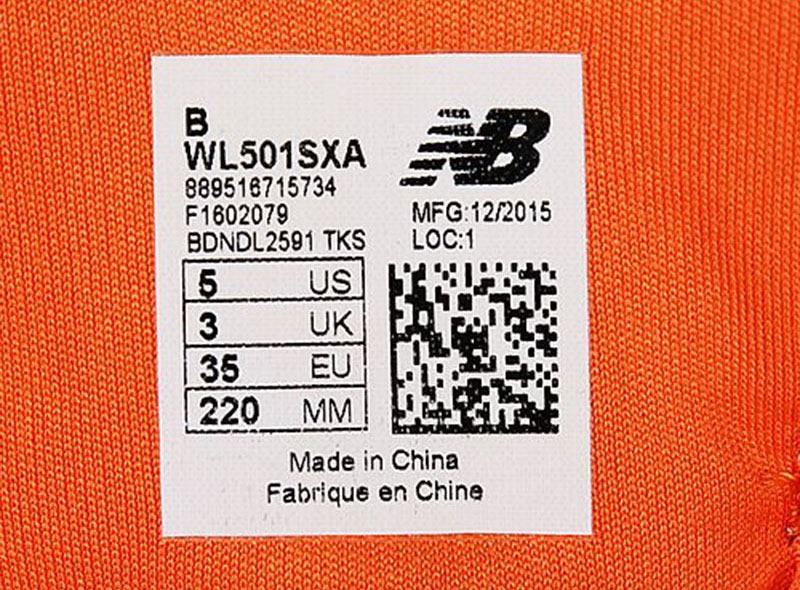 B
WL501SXA
889516715734
F1602079
BDNDL2591 TKS
NB
MFG:12/2015
LOC:1
5 US
3 UK
35 EU
220 MM
Made in China
Fabrique en Chine